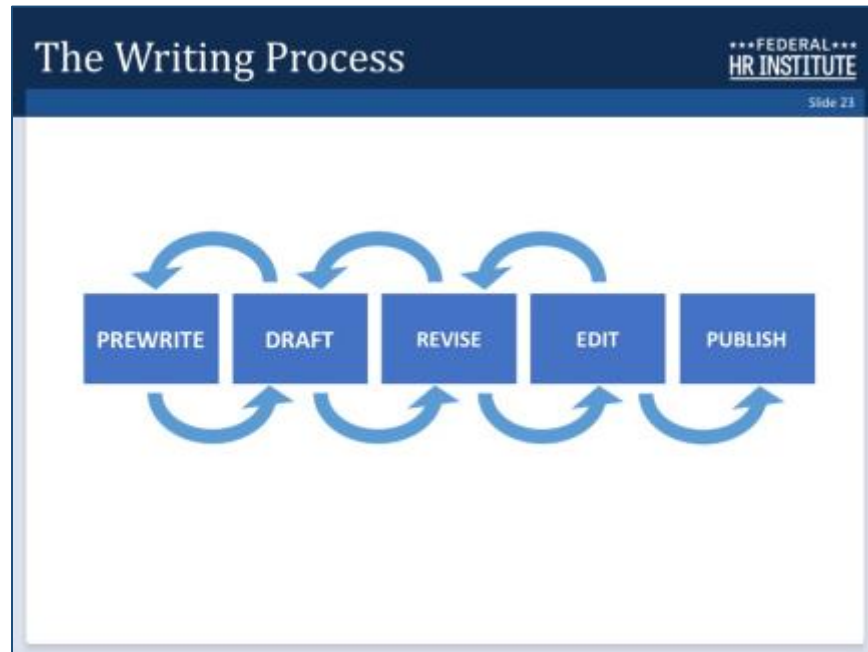 The Writing Process
★★★FEDERAL★★★
HR INSTITUTE
Slide 23
PREWRITE
DRAFT
REVISE
EDIT
PUBLISH